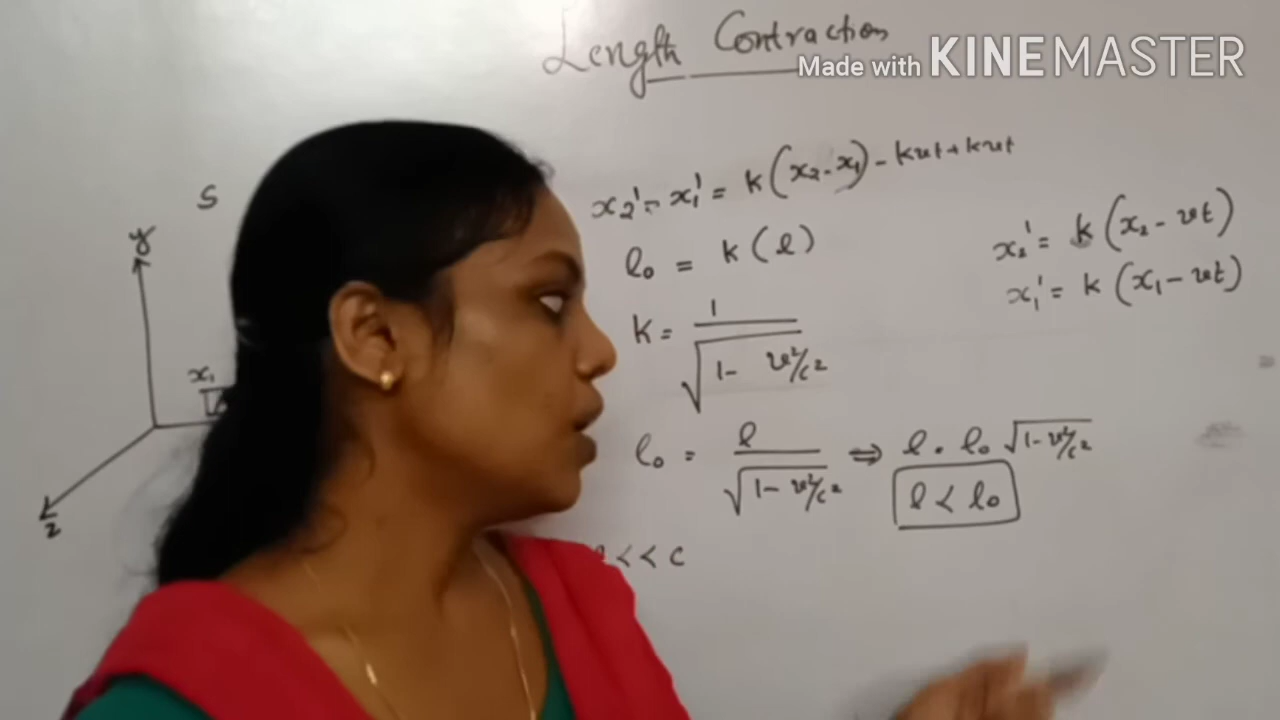 Length Contraction
Made with KINEMASTER
S
y
x₁
z
x₂' - x₁' = k(x₂ - x₁) - kvt + kvt
l₀ = k(l)
k = 1/√(1 - v²/c²)
l₀ = l/√(1 - v²/c²) ⇒ l = l₀ √(1 - v²/c²)
l < l₀
<< c
x₂' = k(x₂ - vt)
x₁' = k(x₁ - vt)
=